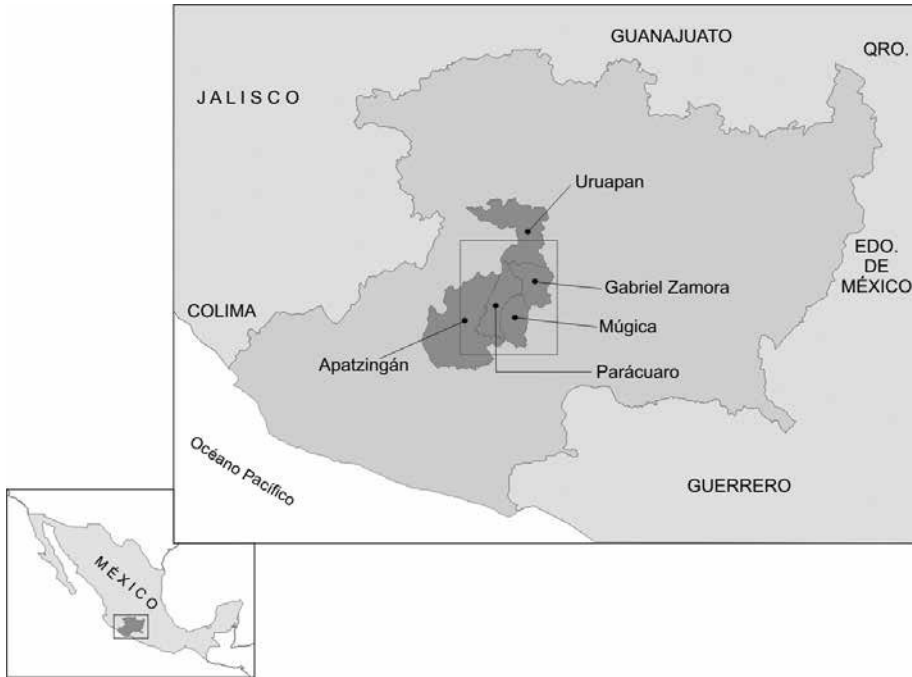 GUANAJUATO
QRO.
JALISCO
Uruapan
EDO.
DE
MÉXICO
Gabriel Zamora
COLIMA
Múgica
Apatzingán
Parácuaro
Océano Pacífico
GUERRERO
MÉXICO